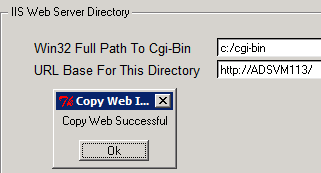 IIS Web Server Directory
Win32 Full Path To Cgi-Bin c:/cgi-bin
URL Base For This Directory http://ADSVM113/
Copy Web I...
Copy Web Successful
Ok